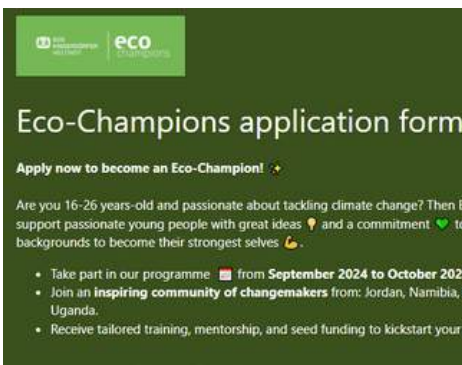 eco
champions
Eco-Champions application form
Apply now to become an Eco-Champion! ✨
Are you 16-26 years-old and passionate about tackling climate change? Then
support passionate young people with great ideas 💡 and a commitment 💚
backgrounds to become their strongest selves 💪.
• Take part in our programme 📅 from September 2024 to October
• Join an inspiring community of changemakers from: Jordan, Namibia,
Uganda.
• Receive tailored training, mentorship, and seed funding to kickstart your